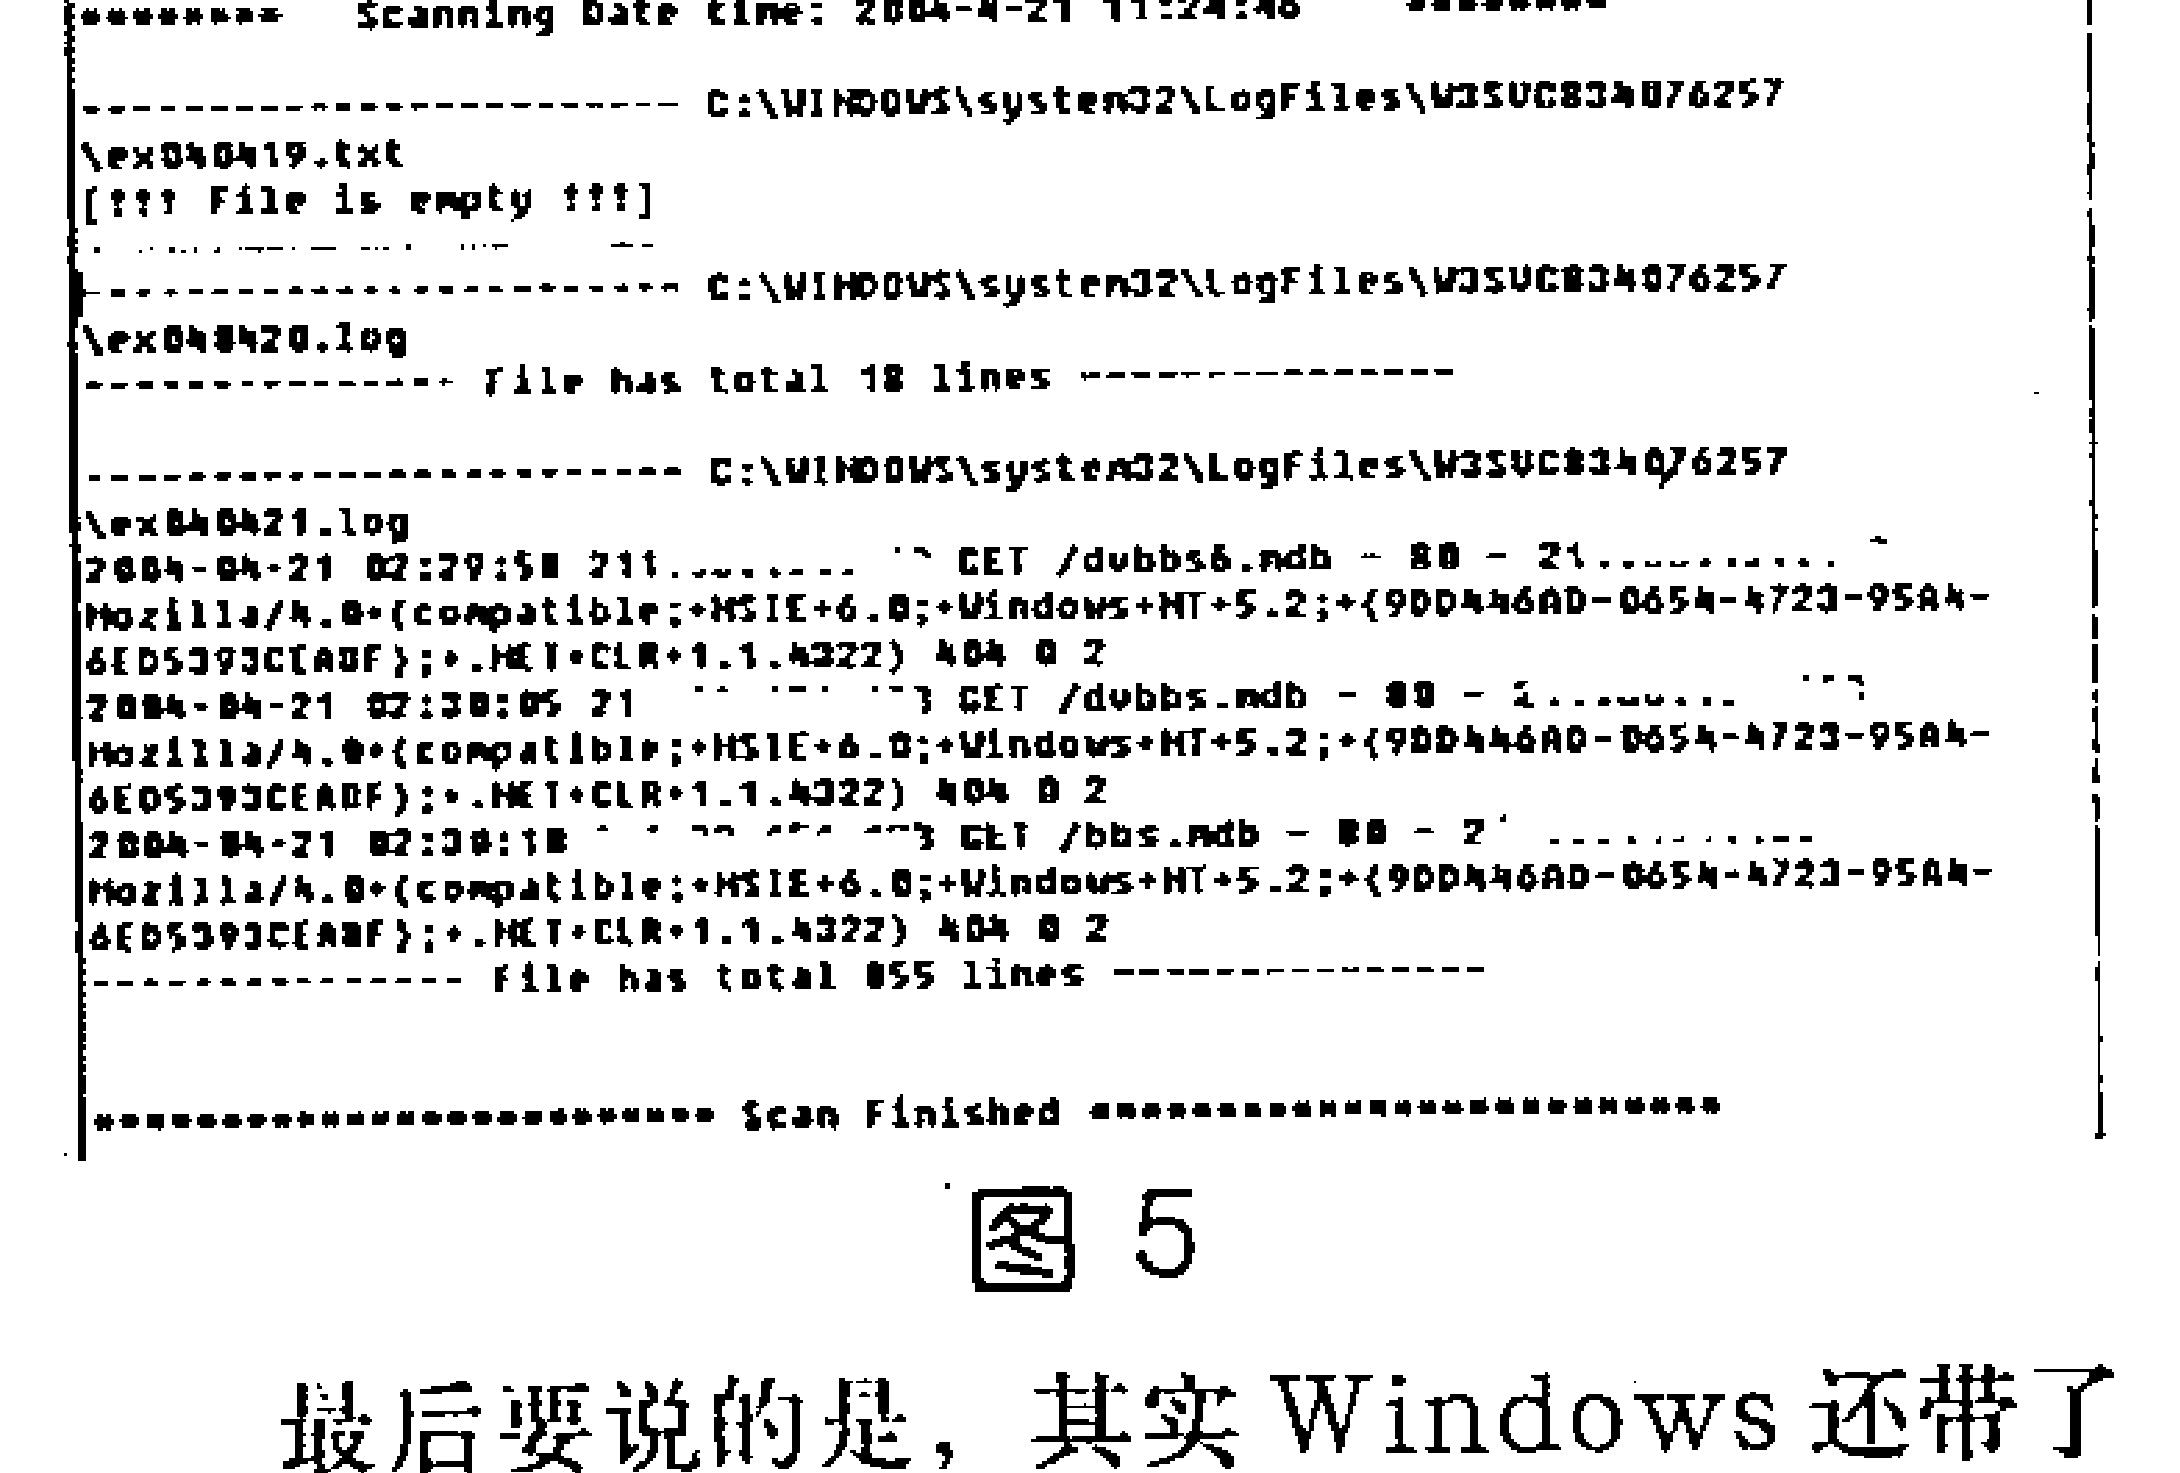 ******** Scanning Date time: 2004-4-21 11:24:46 ********
----------------------- C:\WINDOWS\system32\LogFiles\W3SVC834076257
\ex040419.txt
[!!! File is empty !!!]
----------------------- C:\WINDOWS\system32\LogFiles\W3SVC834076257
\ex040420.log
--------------- File has total 18 lines ---------------
----------------------- C:\WINDOWS\system32\LogFiles\W3SVC834076257
\ex040421.log
2004-04-21 02:29:58 211 GET /dvbbs6.mdb - 80 - 21
Mozilla/4.0+(compatible;+MSIE+6.0;+Windows+NT+5.2;+{9DD446AD-0654-4723-95A4-
6ED5393CEADF};+.NET+CLR+1.1.4322) 404 0 2
2004-04-21 02:30:05 21 GET /dvbbs.mdb - 80 - 2
Mozilla/4.0+(compatible;+MSIE+6.0;+Windows+NT+5.2;+{9DD446AD-0654-4723-95A4-
6ED5393CEADF};+.NET+CLR+1.1.4322) 404 0 2
2004-04-21 02:30:18 GET /bbs.mdb - 80 - 2
Mozilla/4.0+(compatible;+MSIE+6.0;+Windows+NT+5.2;+{9DD446AD-0654-4723-95A4-
6ED5393CEADF};+.NET+CLR+1.1.4322) 404 0 2
--------------- File has total 855 lines ---------------
************************ Scan Finished ************************
图 5
最后要说的是，其实 Windows 还带了